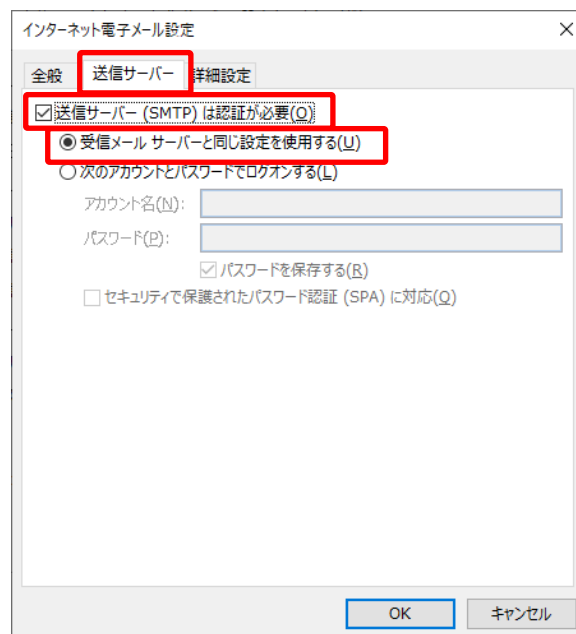 インターネット電子メール設定
全般 送信サーバー 詳細設定
送信サーバー (SMTP) は認証が必要(O)
受信メール サーバーと同じ設定を使用する(U)
次のアカウントとパスワードでログオンする(L)
アカウント名(N):
パスワード(P):
パスワードを保存する(R)
セキュリティで保護されたパスワード認証 (SPA) に対応(Q)
OK キャンセル